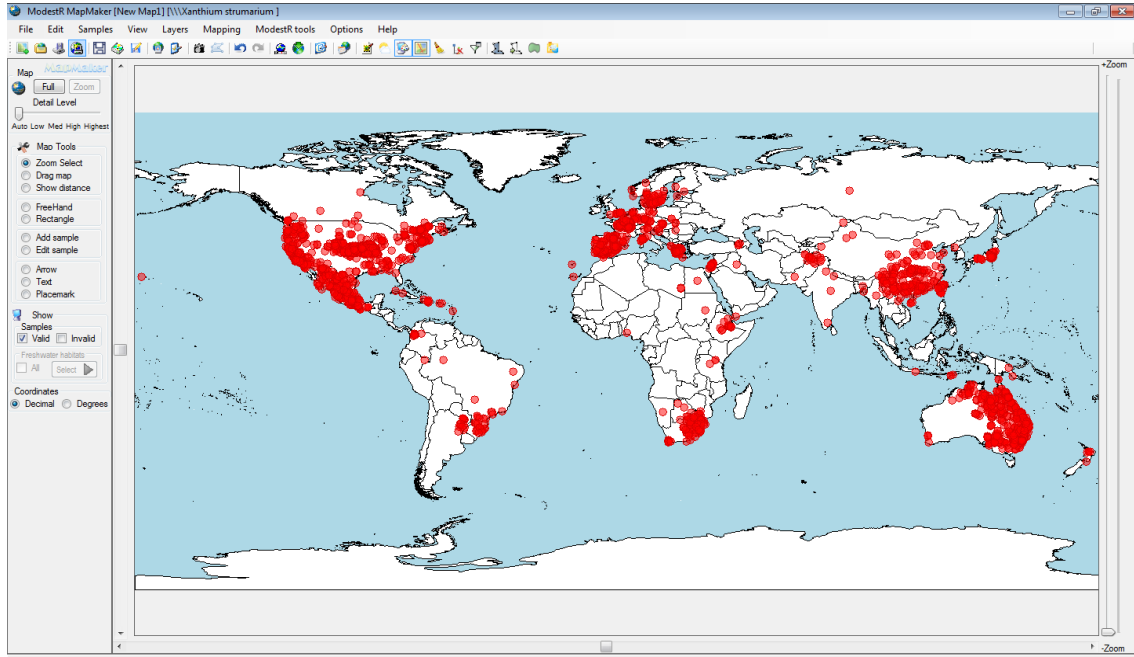 ModestR MapMaker [New Map1] [\\\Xanthium strumarium ]
File Edit Samples View Layers Mapping ModestR tools Options Help
MapMaker
Map
Full Zoom
Detail Level
Auto Low Med High Highest
Map Tools
Zoom Select
Drag map
Show distance
FreeHand
Rectangle
Add sample
Edit sample
Arrow
Text
Placemark
Show
Samples
Valid Invalid
Freshwater habitats
All Select
Coordinates
Decimal Degrees
+Zoom
-Zoom